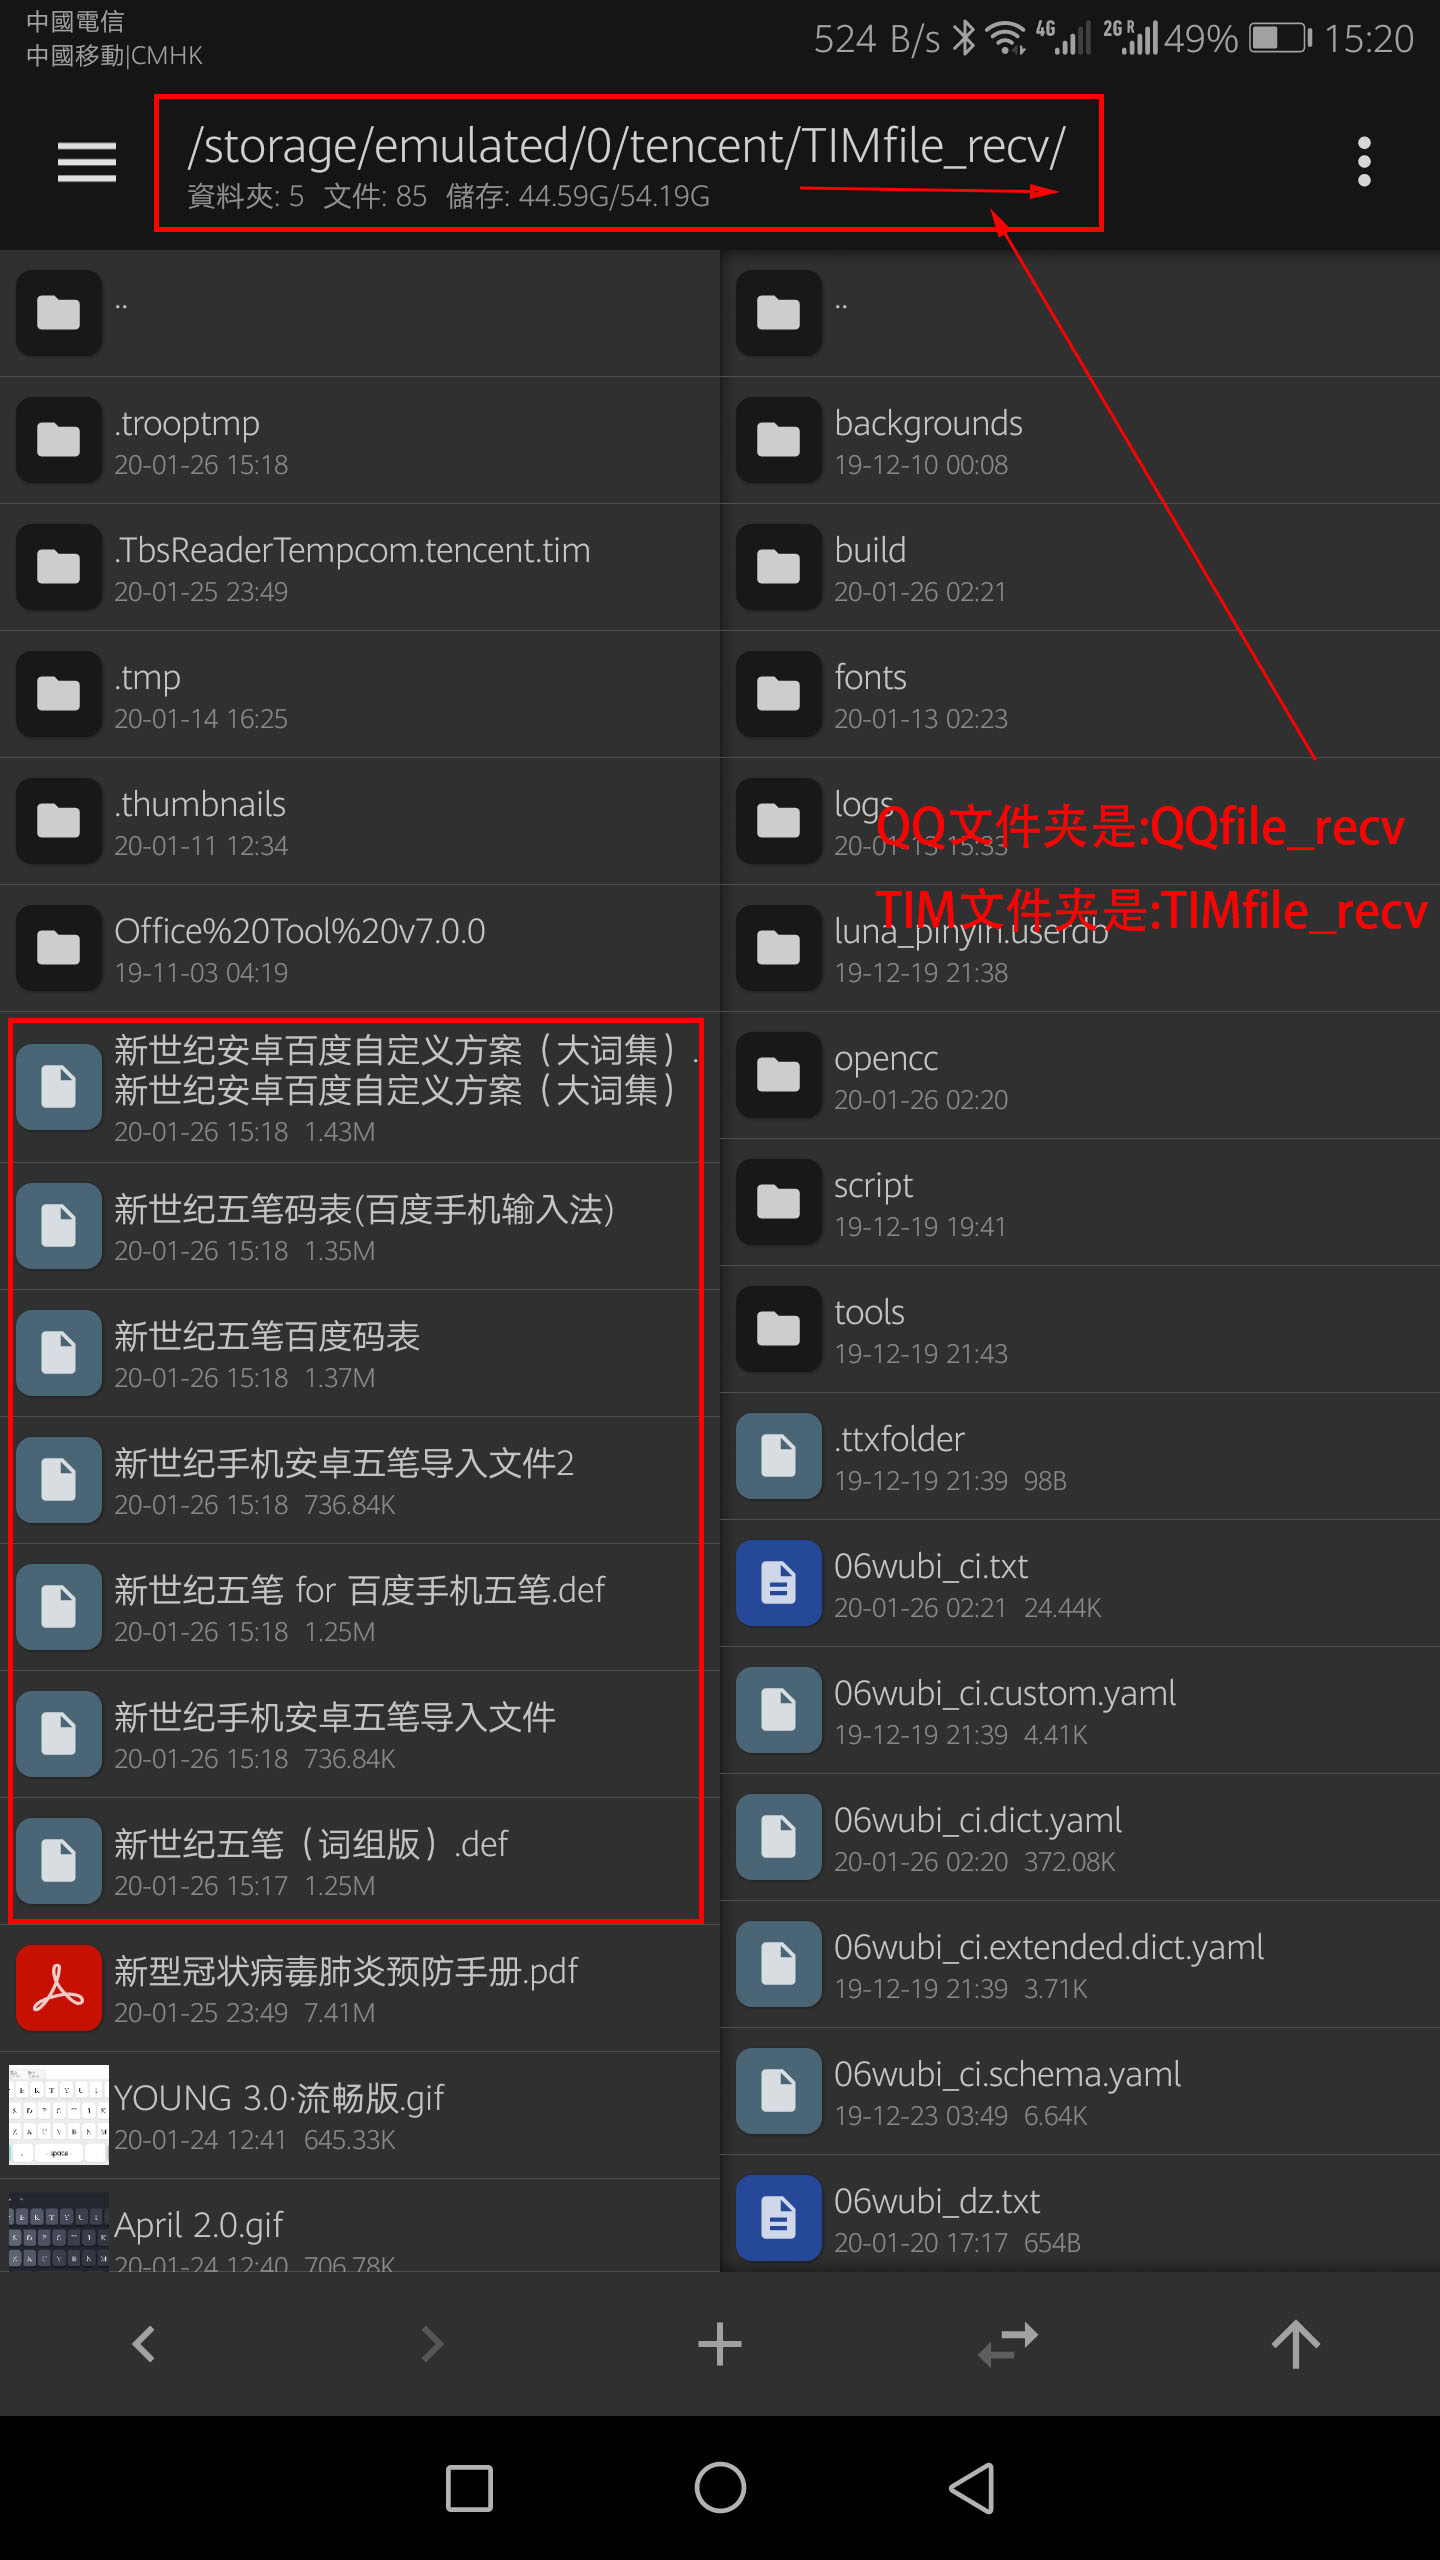 中國電信
中國移動|CMHK
524 B/s 4G 2G R 49% 15:20
/storage/emulated/0/tencent/TIMfile_recv/
資料夾: 5 文件: 85 儲存: 44.59G/54.19G
..
.trooptmp
20-01-26 15:18
.TbsReaderTempcom.tencent.tim
20-01-25 23:49
.tmp
20-01-14 16:25
.thumbnails
20-01-11 12:34
Office%20Tool%20v7.0.0
19-11-03 04:19
新世纪安卓百度自定义方案（大词集）.
新世纪安卓百度自定义方案（大词集）
20-01-26 15:18 1.43M
新世纪五笔码表(百度手机输入法)
20-01-26 15:18 1.35M
新世纪五笔百度码表
20-01-26 15:18 1.37M
新世纪手机安卓五笔导入文件2
20-01-26 15:18 736.84K
新世纪五笔 for 百度手机五笔.def
20-01-26 15:18 1.25M
新世纪手机安卓五笔导入文件
20-01-26 15:18 736.84K
新世纪五笔（词组版）.def
20-01-26 15:17 1.25M
新型冠状病毒肺炎预防手册.pdf
20-01-25 23:49 7.41M
YOUNG 3.0·流畅版.gif
20-01-24 12:41 645.33K
April 2.0.gif
20-01-24 12:40 706.78K
..
backgrounds
19-12-10 00:08
build
20-01-26 02:21
fonts
20-01-13 02:23
logs
20-01-13 15:33
QQ文件夹是:QQfile_recv
TIM文件夹是:TIMfile_recv
luna_pinyin.userdb
19-12-19 21:38
opencc
20-01-26 02:20
script
19-12-19 19:41
tools
19-12-19 21:43
.ttxfolder
19-12-19 21:39 98B
06wubi_ci.txt
20-01-26 02:21 24.44K
06wubi_ci.custom.yaml
19-12-19 21:39 4.41K
06wubi_ci.dict.yaml
20-01-26 02:20 372.08K
06wubi_ci.extended.dict.yaml
19-12-19 21:39 3.71K
06wubi_ci.schema.yaml
19-12-23 03:49 6.64K
06wubi_dz.txt
20-01-20 17:17 654B